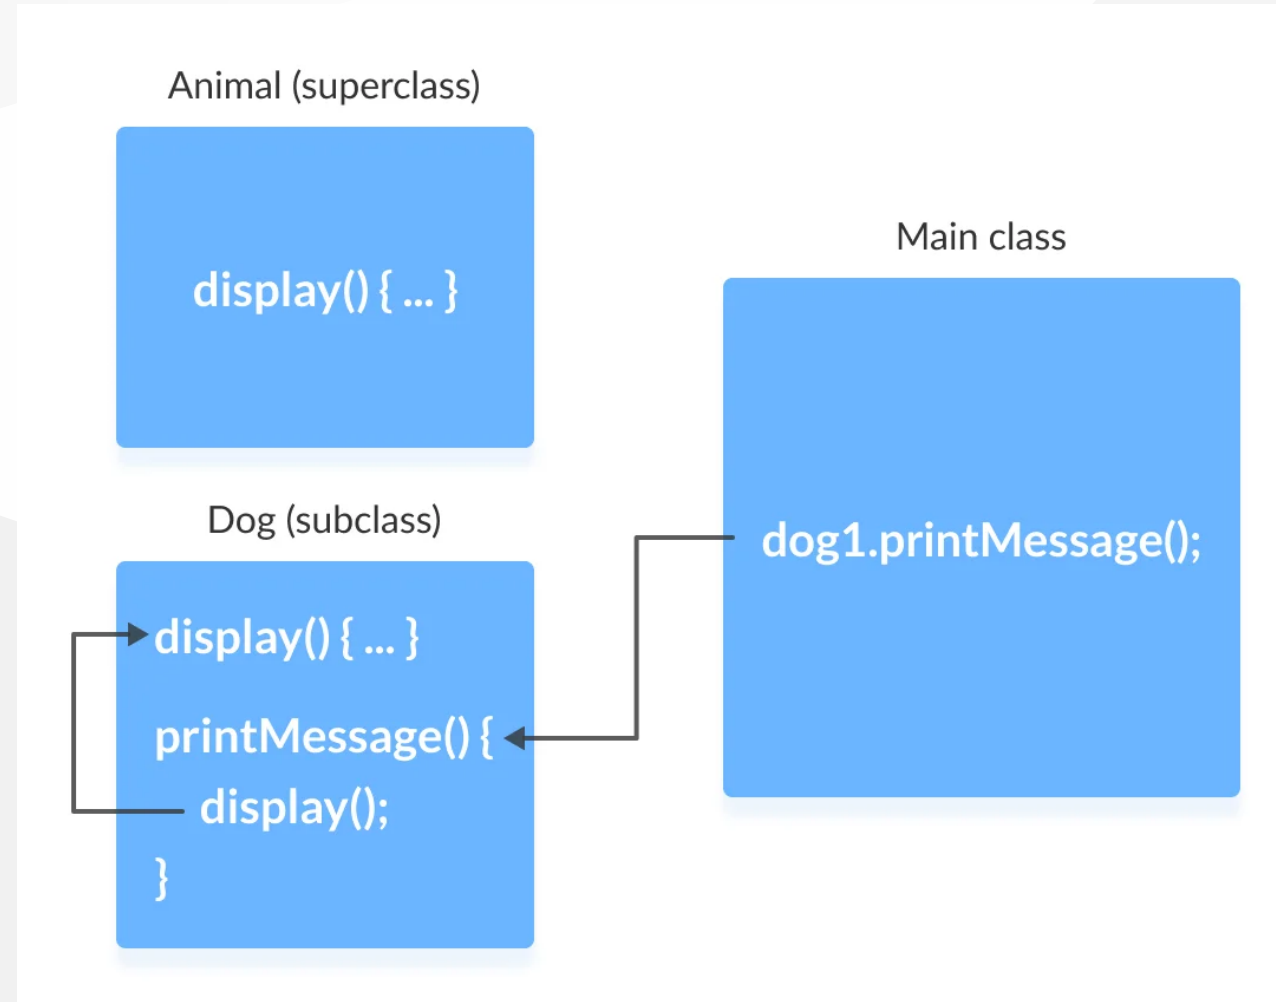 Animal (superclass)
display() { ... }
Dog (subclass)
display() { ... }
printMessage() {
display();
}
Main class
dog1.printMessage();